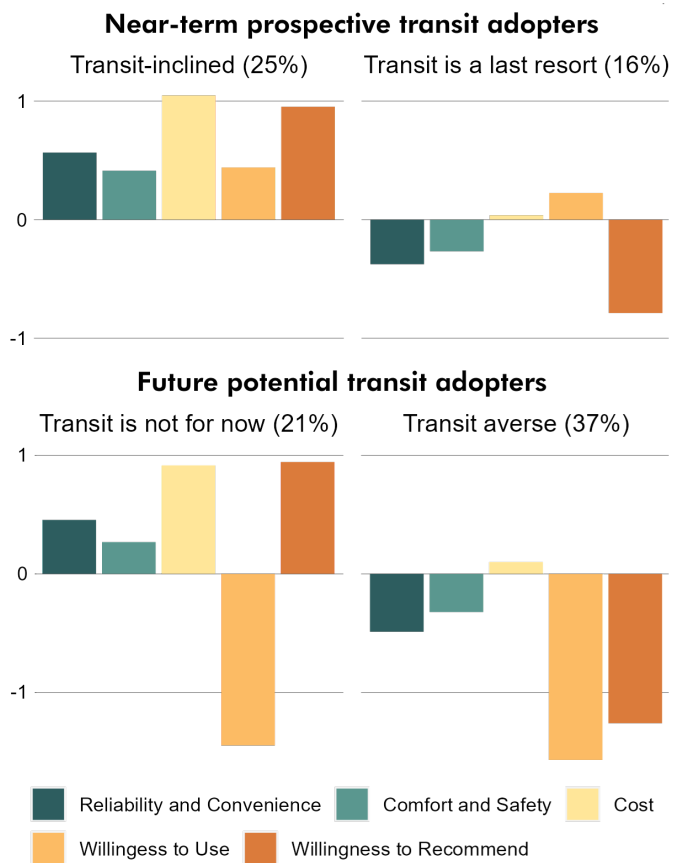 Near-term prospective transit adopters
Transit-inclined (25%) Transit is a last resort (16%)
1
0
-1
Future potential transit adopters
Transit is not for now (21%) Transit averse (37%)
1
0
-1
Reliability and Convenience Comfort and Safety Cost
Willingess to Use Willingness to Recommend